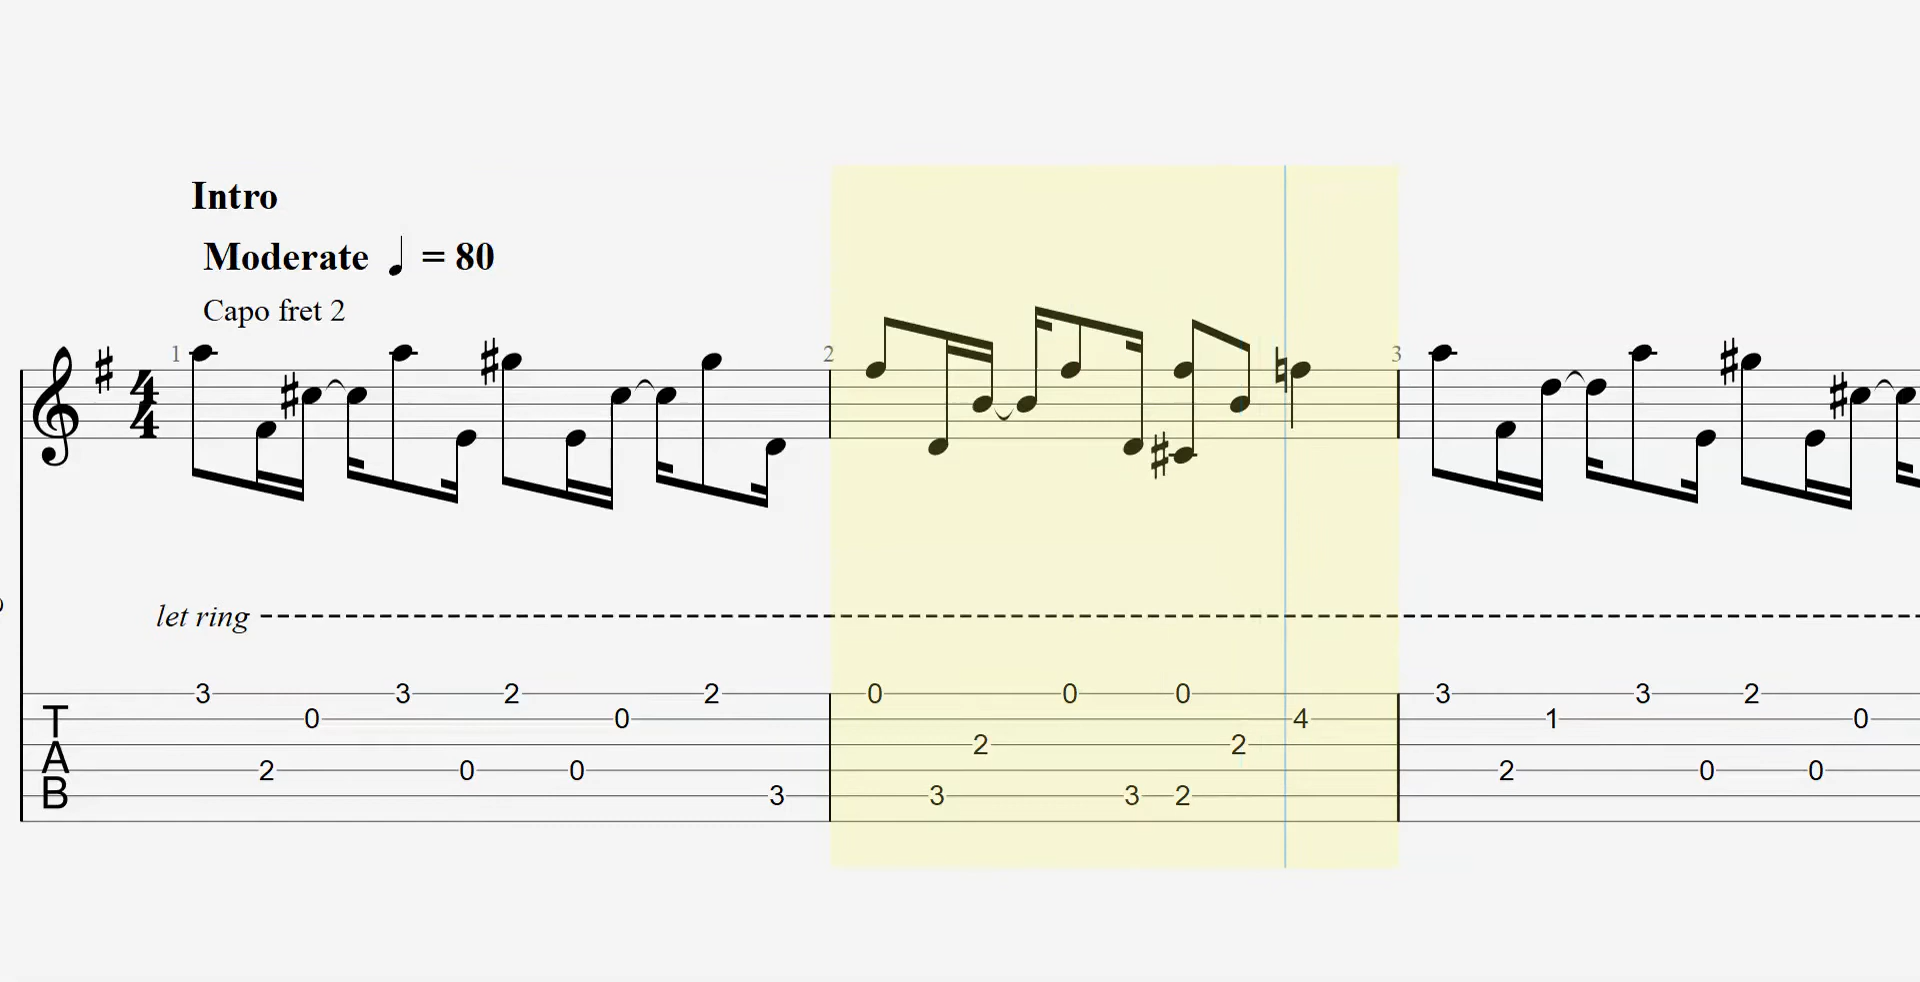 Intro
Moderate ♩ = 80
Capo fret 2
1 2 3
4
4
let ring
3 3 2 2 0 0 0 3 3 2
0 0 4 1 0
T
2 2
A
2 0 0 2 0 0
B
3 3 3 2